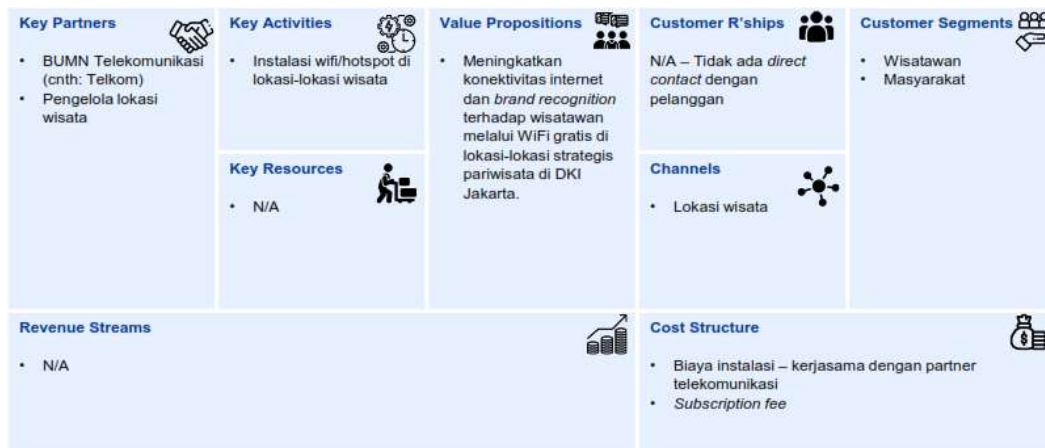 Key Partners
• BUMN Telekomunikasi
(cnth: Telkom)
• Pengelola lokasi
wisata
Key Activities
• Instalasi wifi/hotspot di
lokasi-lokasi wisata
Key Resources
• N/A
Value Propositions
• Meningkatkan
konektivitas internet
dan brand recognition
terhadap wisatawan
melalui WiFi gratis di
lokasi-lokasi strategis
pariwisata di DKI
Jakarta.
Customer R'ships
N/A – Tidak ada direct
contact dengan
pelanggan
Channels
• Lokasi wisata
Customer Segments
• Wisatawan
• Masyarakat
Revenue Streams
• N/A
Cost Structure
• Biaya instalasi – kerjasama dengan partner
telekomunikasi
• Subscription fee